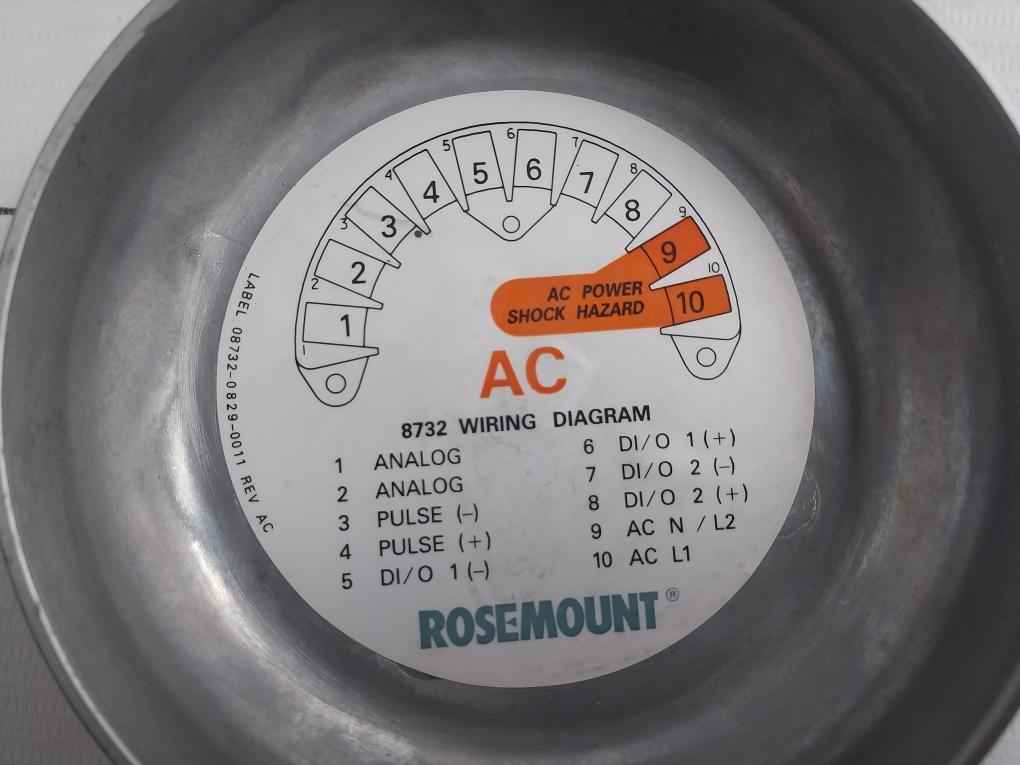 1 2 3 4 5 6 7 8 9 10
1 2 3 4 5 6 7 8 9 10
AC POWER
SHOCK HAZARD
AC
8732 WIRING DIAGRAM
1 ANALOG
2 ANALOG
3 PULSE (–)
4 PULSE (+)
5 DI/O 1 (–)
6 DI/O 1 (+)
7 DI/O 2 (–)
8 DI/O 2 (+)
9 AC N / L2
10 AC L1
ROSEMOUNT®
LABEL 08732-0829-0011 REV AC